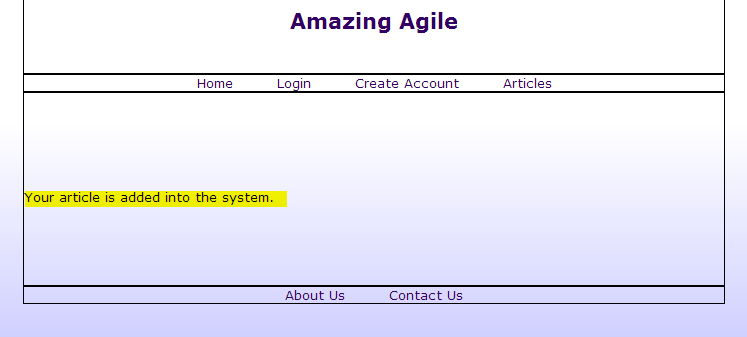 Amazing Agile
Home Login Create Account Articles
Your article is added into the system.
About Us Contact Us